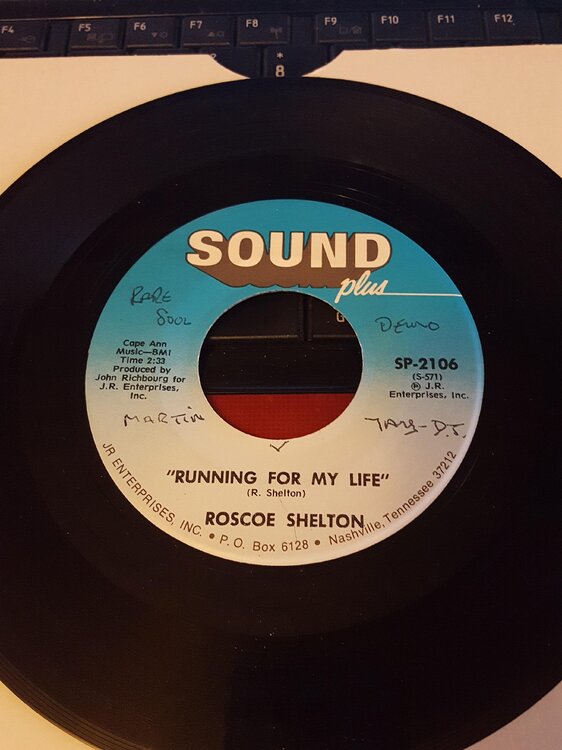 F4 F5 F6 F7 F8 F9 F10 F11 F12
*
8
SOUND
plus
RARE
SOUL
DEMO
Cape Ann
Music—BMI
Time 2:33
Produced by
John Richbourg for
J.R. Enterprises,
Inc.
SP-2106
(S-571)
Ⓟ J.R.
Enterprises, Inc.
MARTIN
"RUNNING FOR MY LIFE"
(R. Shelton)
ROSCOE SHELTON
JR ENTERPRISES, INC. • P.O. Box 6128 • Nashville, Tennessee 37212